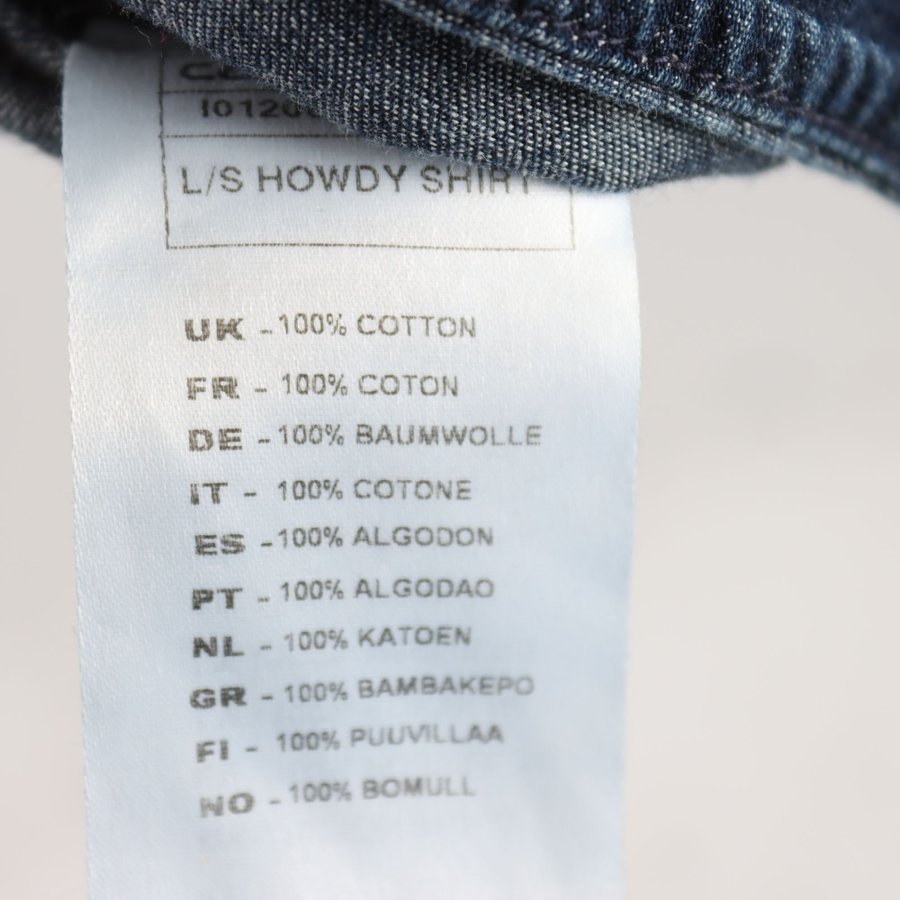 L/S HOWDY SHIRT
UK - 100% COTTON
FR - 100% COTON
DE - 100% BAUMWOLLE
IT - 100% COTONE
ES - 100% ALGODON
PT - 100% ALGODAO
NL - 100% KATOEN
GR - 100% BAMBAKEPO
FI - 100% PUUVILLAA
NO - 100% BOMULL